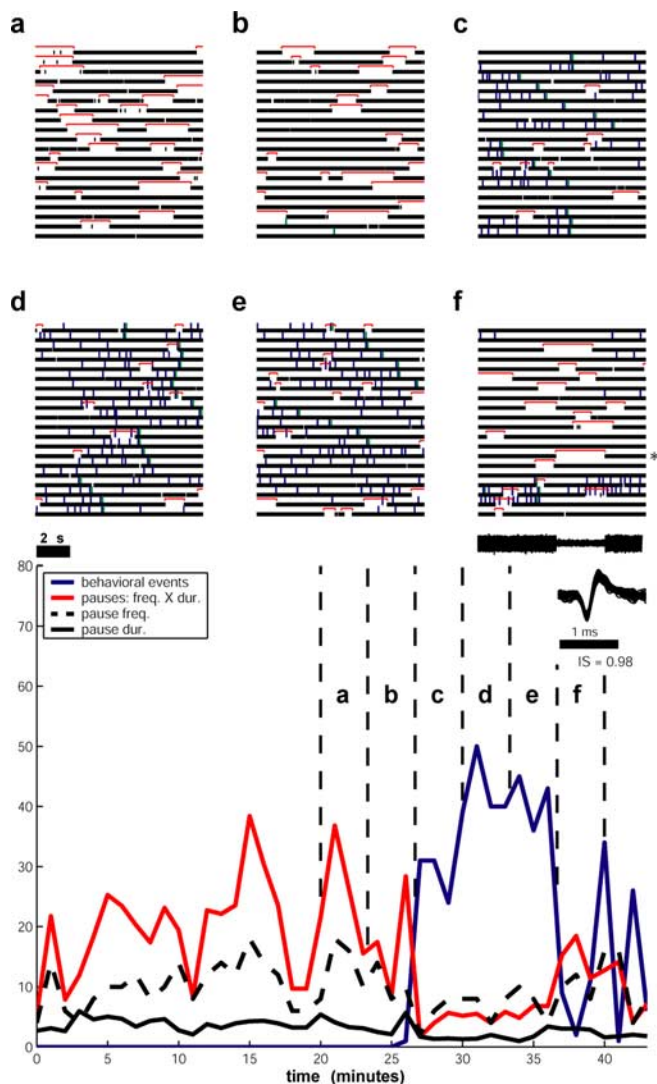 a b c
d e f
*
2 s
1 ms
IS = 0.98
behavioral events
pauses: freq. X dur.
pause freq.
pause dur.
a b c d e f
80
70
60
50
40
30
20
10
0
0 5 10 15 20 25 30 35 40
time (minutes)